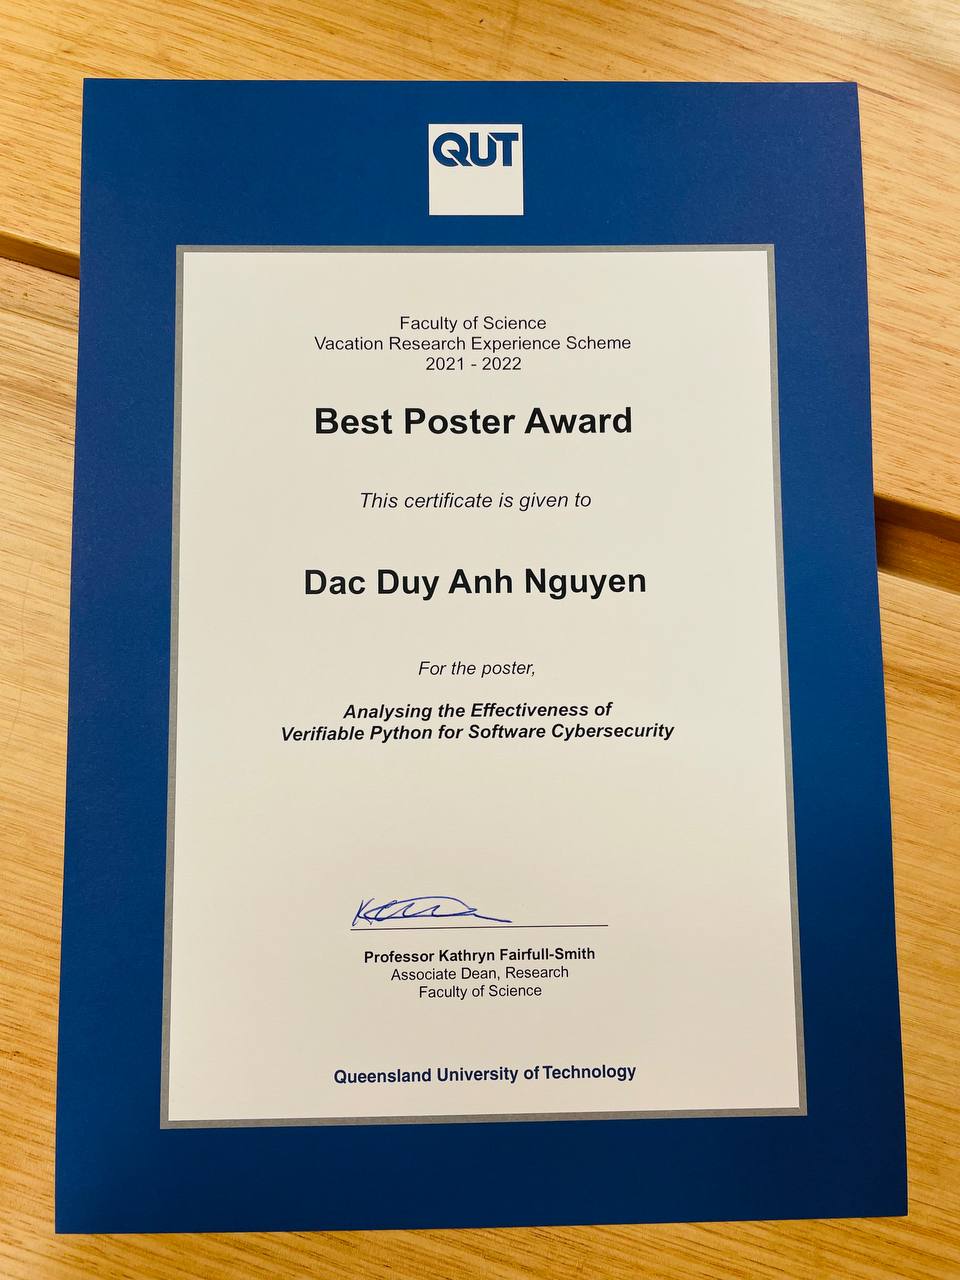 QUT
Faculty of Science
Vacation Research Experience Scheme
2021 - 2022
Best Poster Award
This certificate is given to
Dac Duy Anh Nguyen
For the poster,
Analysing the Effectiveness of
Verifiable Python for Software Cybersecurity
Professor Kathryn Fairfull-Smith
Associate Dean, Research
Faculty of Science
Queensland University of Technology